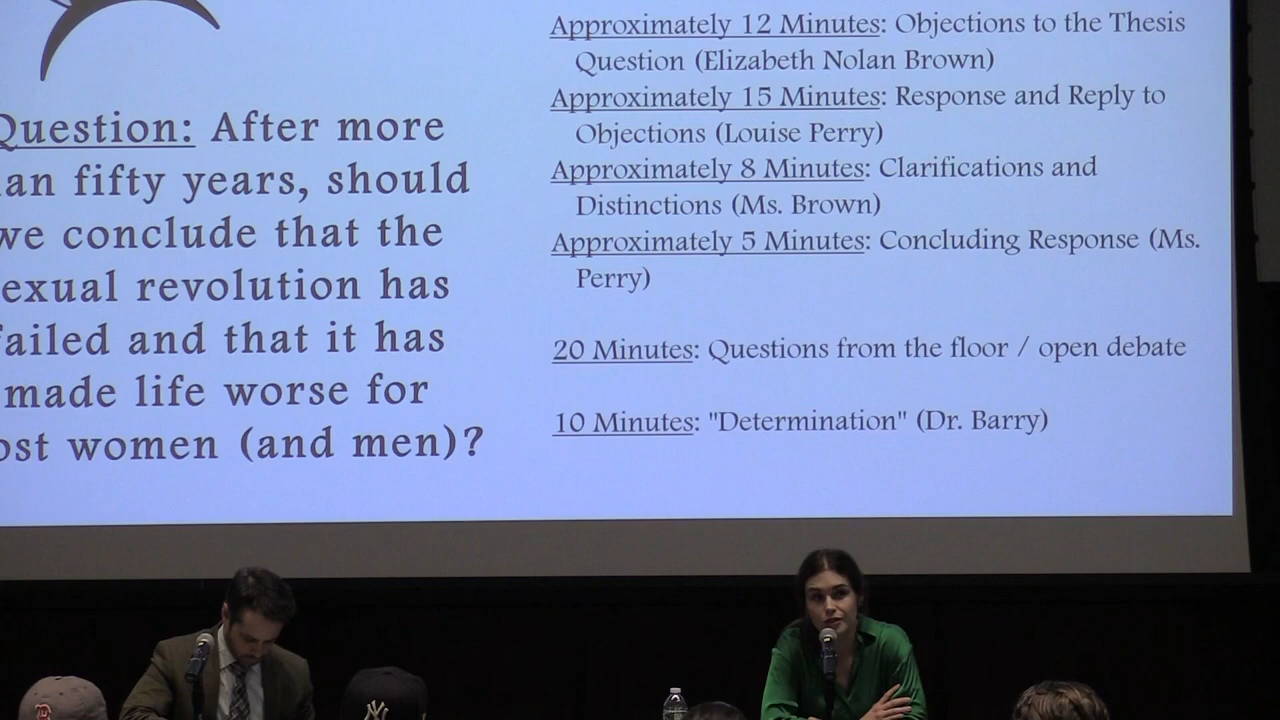 Question: After more
an fifty years, should
we conclude that the
exual revolution has
failed and that it has
made life worse for
ost women (and men)?
Approximately 12 Minutes: Objections to the Thesis
Question (Elizabeth Nolan Brown)
Approximately 15 Minutes: Response and Reply to
Objections (Louise Perry)
Approximately 8 Minutes: Clarifications and
Distinctions (Ms. Brown)
Approximately 5 Minutes: Concluding Response (Ms.
Perry)
20 Minutes: Questions from the floor / open debate
10 Minutes: "Determination" (Dr. Barry)
B
NY